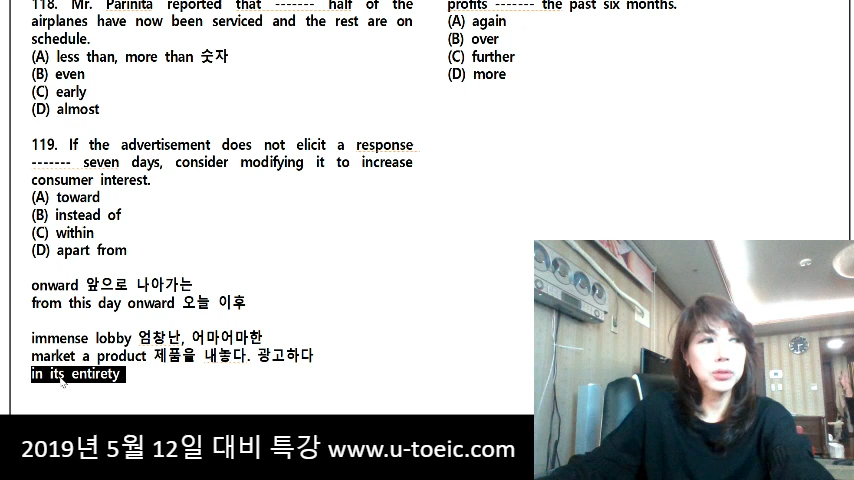 118. Mr. Parinita reported that ------- half of the
airplanes have now been serviced and the rest are on
schedule.
(A) less than, more than 숫자
(B) even
(C) early
(D) almost
119. If the advertisement does not elicit a response
------- seven days, consider modifying it to increase
consumer interest.
(A) toward
(B) instead of
(C) within
(D) apart from
onward 앞으로 나아가는
from this day onward 오늘 이후
immense lobby 엄창난, 어마어마한
market a product 제품을 내놓다. 광고하다
in its entirety
profits ------- the past six months.
(A) again
(B) over
(C) further
(D) more
2019년 5월 12일 대비 특강 www.u-toeic.com